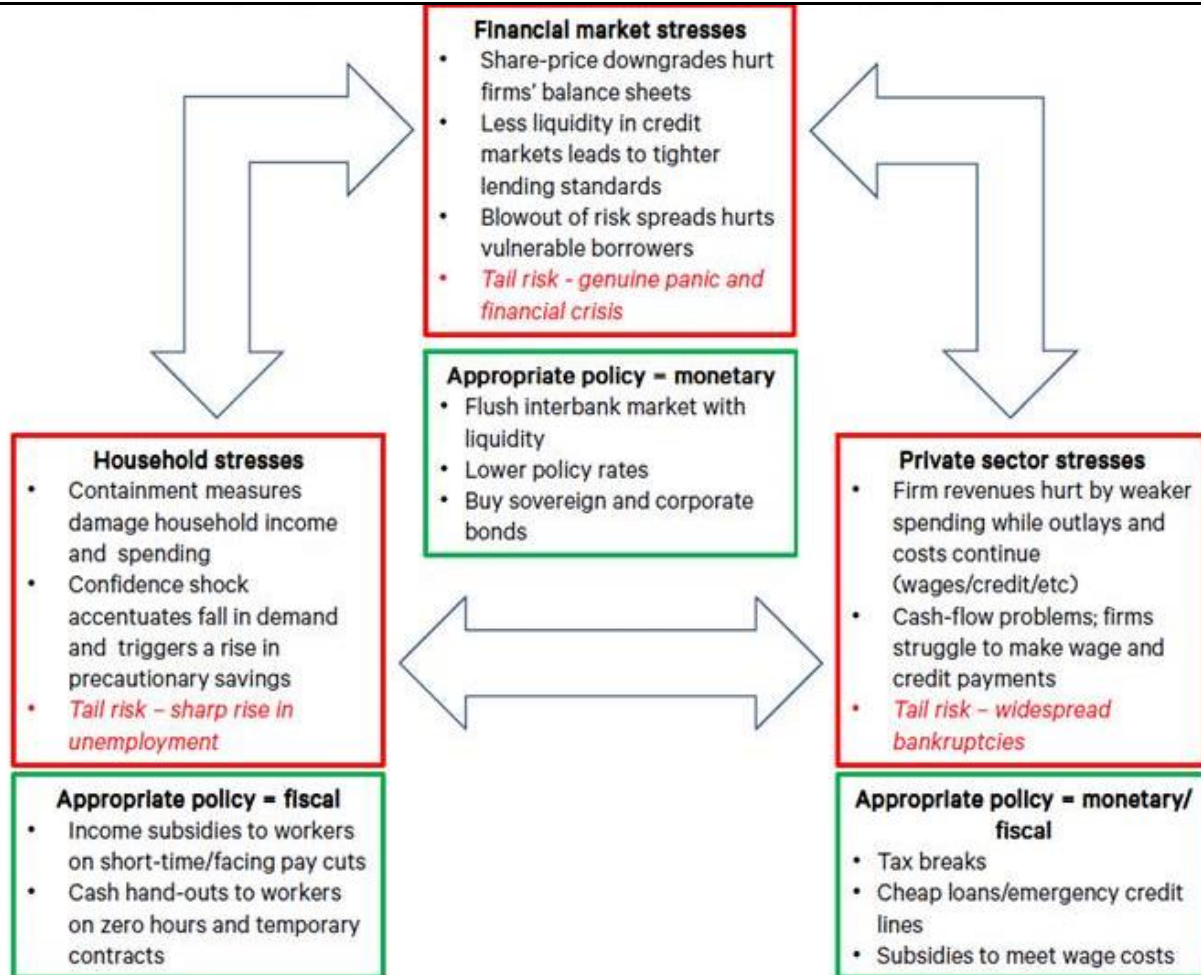 Financial market stresses
• Share-price downgrades hurt
firms' balance sheets
• Less liquidity in credit
markets leads to tighter
lending standards
• Blowout of risk spreads hurts
vulnerable borrowers
• Tail risk - genuine panic and
financial crisis
Appropriate policy = monetary
• Flush interbank market with
liquidity
• Lower policy rates
• Buy sovereign and corporate
bonds
Household stresses
• Containment measures
damage household income
and spending
• Confidence shock
accentuates fall in demand
and triggers a rise in
precautionary savings
• Tail risk – sharp rise in
unemployment
Appropriate policy = fiscal
• Income subsidies to workers
on short-time/facing pay cuts
• Cash hand-outs to workers
on zero hours and temporary
contracts
Private sector stresses
• Firm revenues hurt by weaker
spending while outlays and
costs continue
(wages/credit/etc)
• Cash-flow problems; firms
struggle to make wage and
credit payments
• Tail risk – widespread
bankruptcies
Appropriate policy = monetary/
fiscal
• Tax breaks
• Cheap loans/emergency credit
lines
• Subsidies to meet wage costs